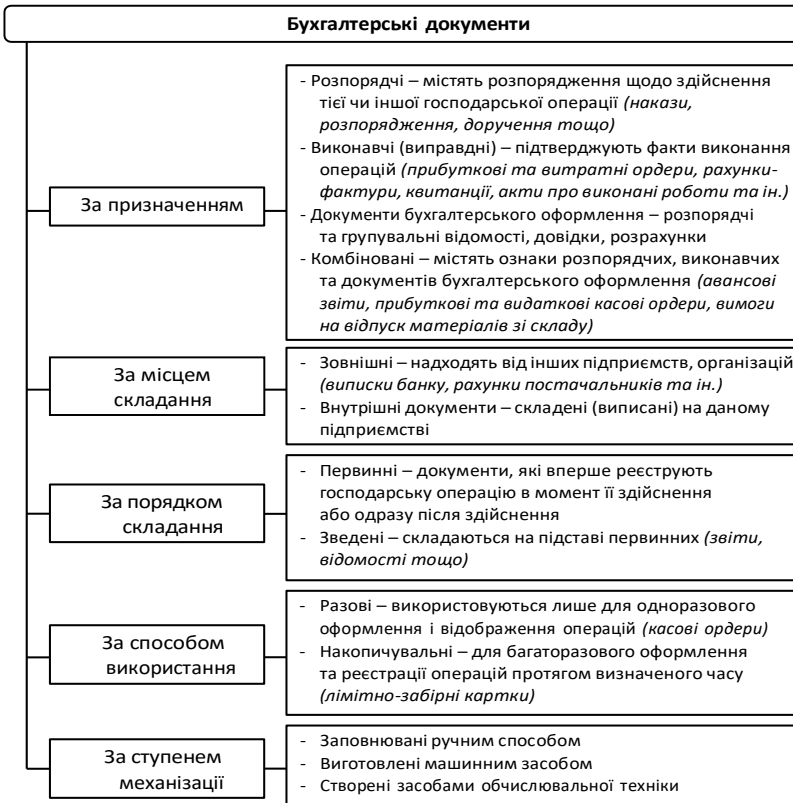 Бухгалтерські документи
За призначенням
- Розпорядчі – містять розпорядження щодо здійснення
тієї чи іншої господарської операції (накази,
розпорядження, доручення тощо)
- Виконавчі (виправдні) – підтверджують факти виконання
операцій (прибуткові та витратні ордери, рахунки-
фактури, квитанції, акти про виконані роботи та ін.)
- Документи бухгалтерського оформлення – розпорядчі
та групувальні відомості, довідки, розрахунки
- Комбіновані – містять ознаки розпорядчих, виконавчих
та документів бухгалтерського оформлення (авансові
звіти, прибуткові та видаткові касові ордери, вимоги
на відпуск матеріалів зі складу)
За місцем
складання
- Зовнішні – надходять від інших підприємств, організацій
(виписки банку, рахунки постачальників та ін.)
- Внутрішні документи – складені (виписані) на даному
підприємстві
За порядком
складання
- Первинні – документи, які вперше реєструють
господарську операцію в момент її здійснення
або одразу після здійснення
- Зведені – складаються на підставі первинних (звіти,
відомості тощо)
За способом
використання
- Разові – використовуються лише для одноразового
оформлення і відображення операцій (касові ордери)
- Накопичувальні – для багаторазового оформлення
та реєстрації операцій протягом визначеного часу
(лімітно-забірні картки)
За ступенем
механізації
- Заповнювані ручним способом
- Виготовлені машинним засобом
- Створені засобами обчислювальної техніки